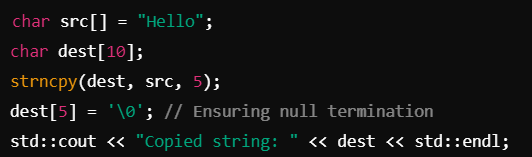 char src[] = "Hello";
char dest[10];
strncpy(dest, src, 5);
dest[5] = '\0'; // Ensuring null termination
std::cout << "Copied string: " << dest << std::endl;